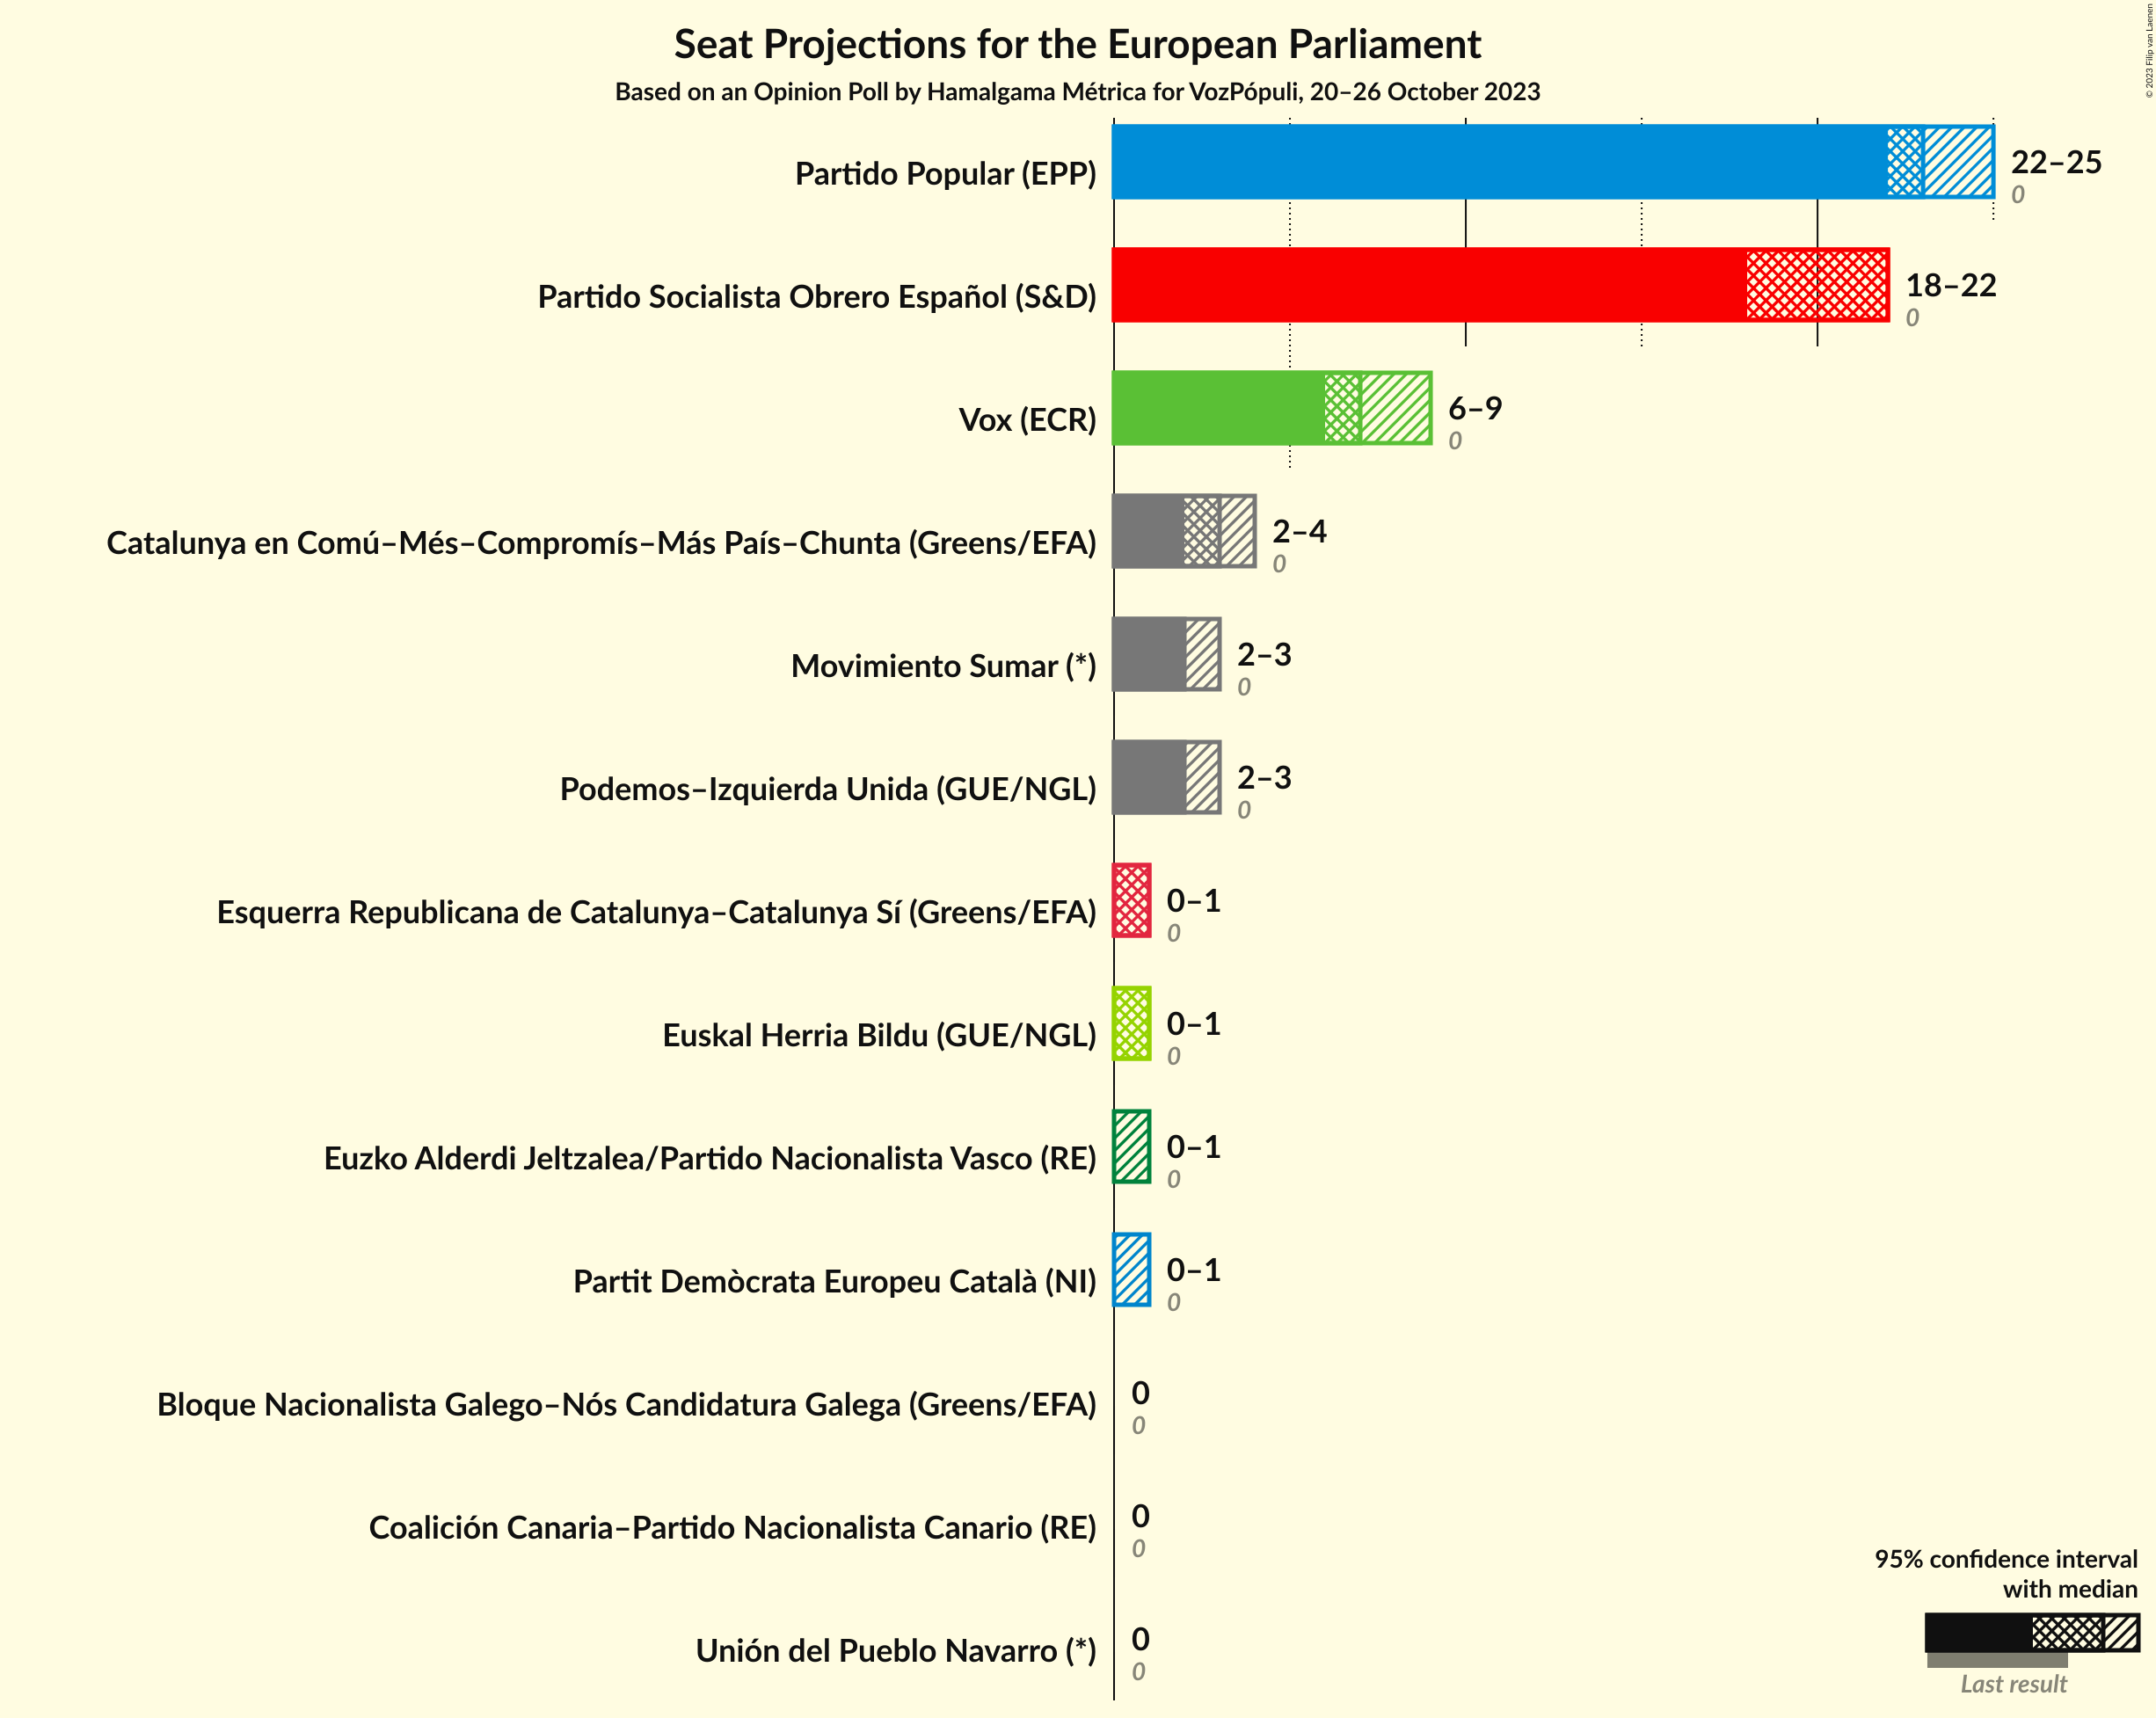 Seat Projections for the European Parliament
Based on an Opinion Poll by Hamalgama Métrica for VozPópuli, 20–26 October 2023
© 2023 Filip van Laenen
Partido Popular (EPP)
22–25
0
Partido Socialista Obrero Español (S&D)
18–22
0
Vox (ECR)
6–9
0
Catalunya en Comú–Més–Compromís–Más País–Chunta (Greens/EFA)
2–4
0
Movimiento Sumar (*)
2–3
0
Podemos–Izquierda Unida (GUE/NGL)
2–3
0
Esquerra Republicana de Catalunya–Catalunya Sí (Greens/EFA)
0–1
0
Euskal Herria Bildu (GUE/NGL)
0–1
0
Euzko Alderdi Jeltzalea/Partido Nacionalista Vasco (RE)
0–1
0
Partit Demòcrata Europeu Català (NI)
0–1
0
Bloque Nacionalista Galego–Nós Candidatura Galega (Greens/EFA)
0
0
Coalición Canaria–Partido Nacionalista Canario (RE)
0
0
Unión del Pueblo Navarro (*)
0
0
95% confidence interval
with median
Last result